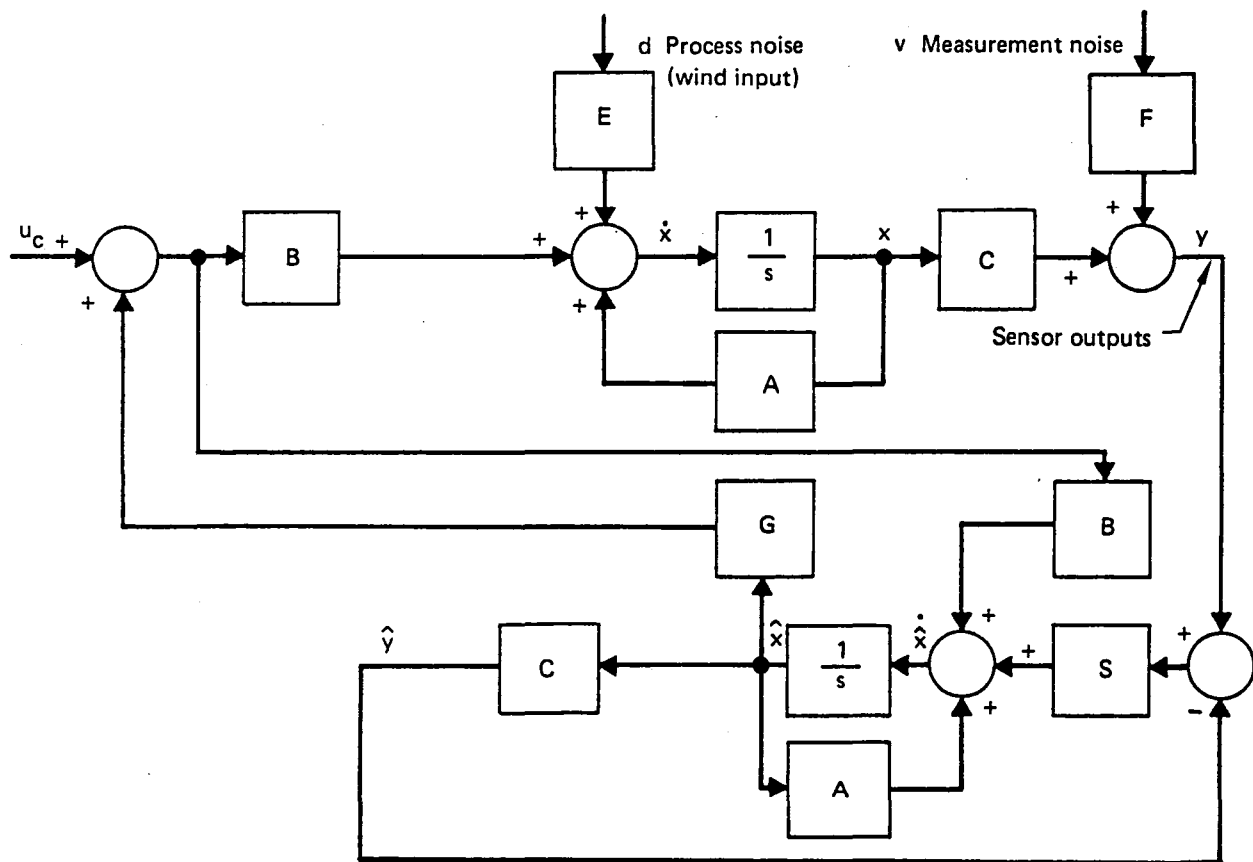 d Process noise
(wind input)
v Measurement noise
E
F
u_c +
+
B
+
+
+
ẋ
1/s
x
C
+
+
y
Sensor outputs
A
G
B
ŷ
C
x̂
1/s
x̂̇
+
+
+
S
+
-
A